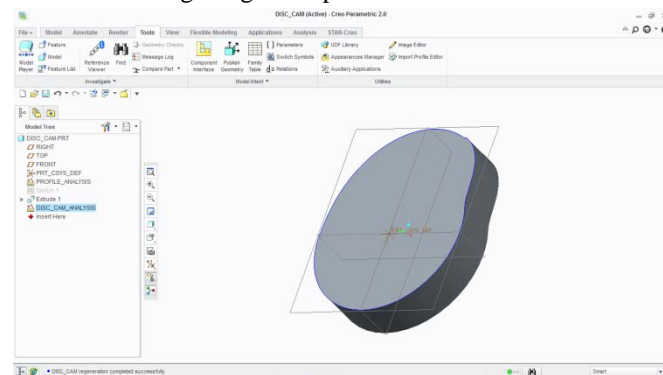 DISC_CAM (Active) - Creo Parametric 2.0
File Model Annotate Render Tools View Flexible Modeling Applications Analysis STAR-Creo
Feature Geometry Checks Parameters UDF Library Image Editor
Model Message Log Switch Symbols Appearances Manager Import Profile Editor
Model Player Feature List Reference Viewer Find Compare Part Component Interface Publish Geometry Family Table d= Relations Auxiliary Applications
Investigate Model Intent Utilities
Model Tree
DISC_CAM.PRT
RIGHT
TOP
FRONT
PRT_CSYS_DEF
PROFILE_ANALYSIS
Sketch 1
Extrude 1
DISC_CAM_ANALYSIS
Insert Here
PRT_CSYS_DEF
DISC_CAM regeneration completed successfully. Smart